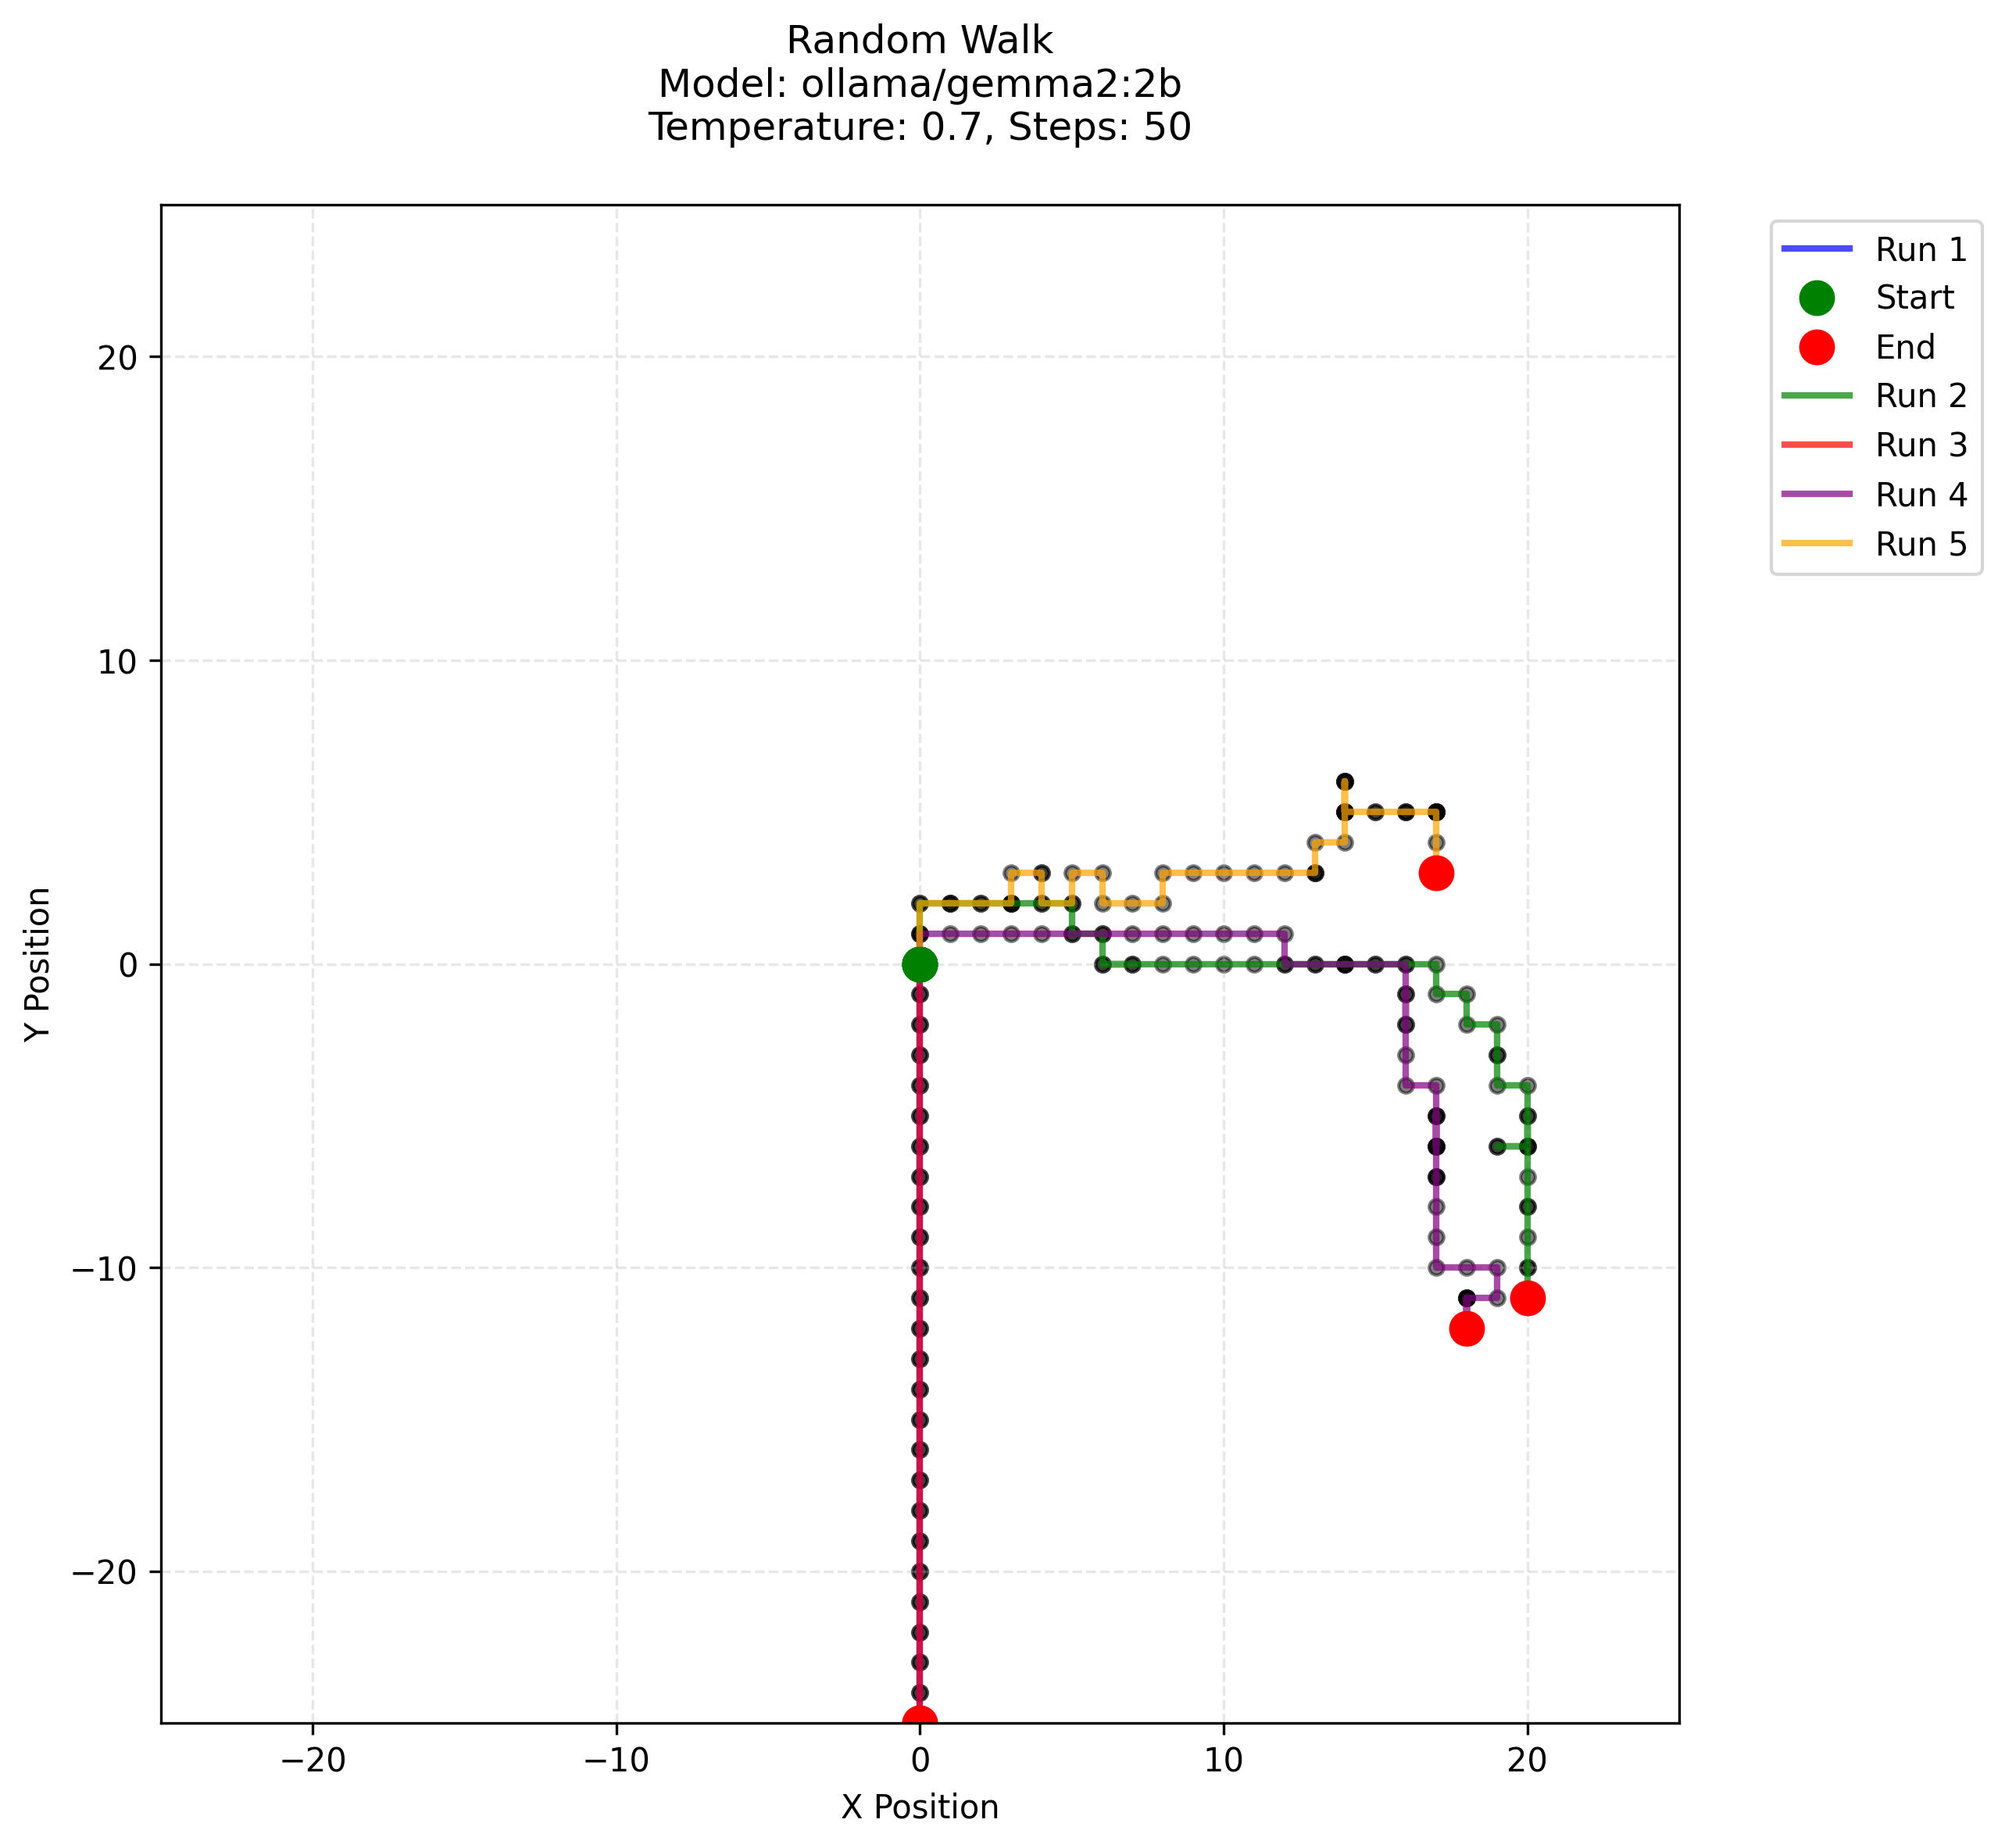 Random Walk
Model: ollama/gemma2:2b
Temperature: 0.7, Steps: 50
Run 1
Start
End
Run 2
Run 3
Run 4
Run 5
Y Position
20
10
0
−10
−20
−20
−10
0
10
20
X Position